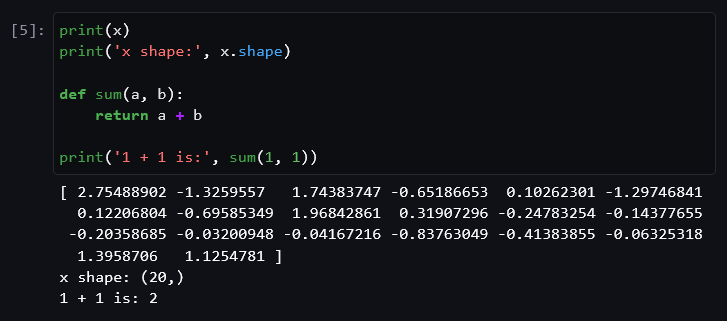 [5]: print(x)
print('x shape:', x.shape)

def sum(a, b):
    return a + b

print('1 + 1 is:', sum(1, 1))
[ 2.75488902 -1.3259557   1.74383747 -0.65186653  0.10262301 -1.29746841
  0.12206804 -0.69585349  1.96842861  0.31907296 -0.24783254 -0.14377655
 -0.20358685 -0.03200948 -0.04167216 -0.83763049 -0.41383855 -0.06325318
  1.3958706   1.1254781 ]
x shape: (20,)
1 + 1 is: 2